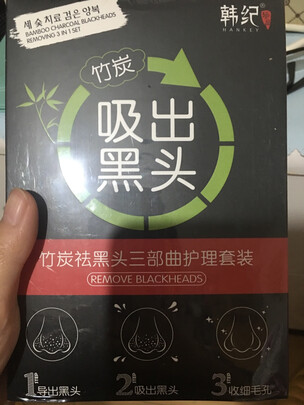 세 숯 치료 검은 양복
BAMBOO CHARCOAL BLACKHEADS
REMOVING 3 IN 1 SET
韩纪
HANKEY
竹炭
吸出
黑头
竹炭祛黑头三部曲护理套装
REMOVE BLACKHEADS
1导出黑头
2吸出黑头
3收细毛孔